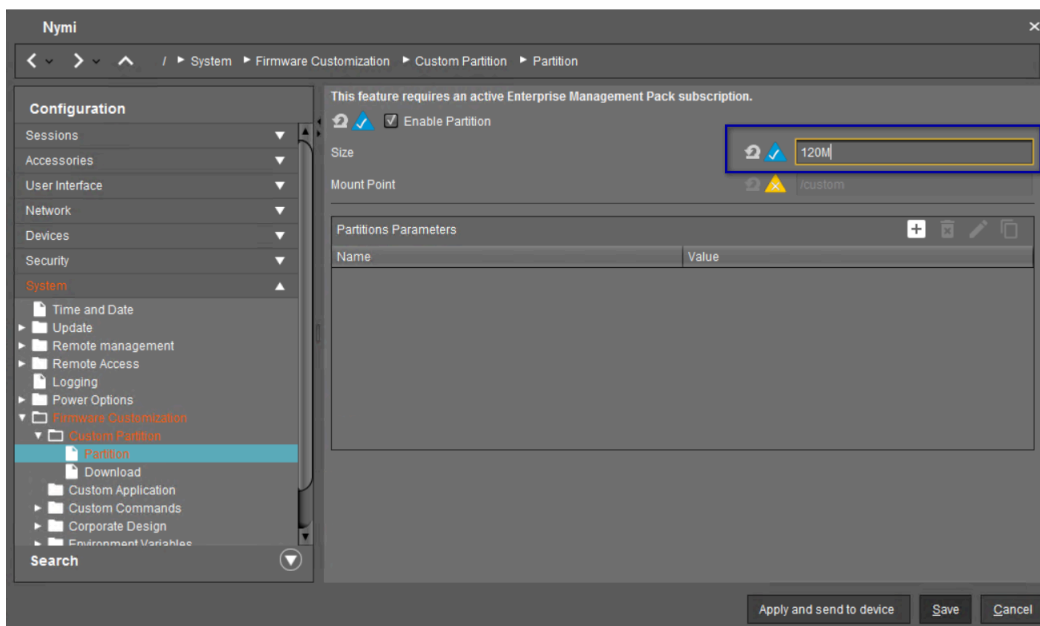 Nymi
/ System Firmware Customization Custom Partition Partition
Configuration
Sessions
Accessories
User Interface
Network
Devices
Security
System
Time and Date
Update
Remote management
Remote Access
Logging
Power Options
Firmware Customization
Custom Partition
Partition
Download
Custom Application
Custom Commands
Corporate Design
Environment Variables
Search
This feature requires an active Enterprise Management Pack subscription.
Enable Partition
Size 120M
Mount Point /custom
Partitions Parameters
Name Value
Apply and send to device Save Cancel